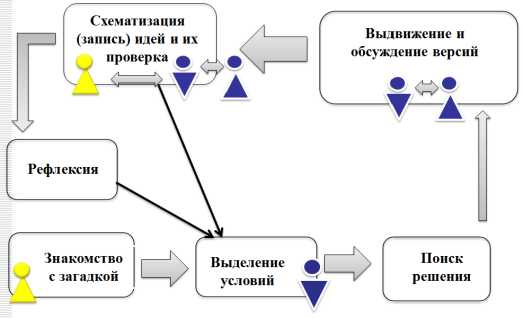 Схематизация
(запись) идей и их
проверка
Выдвижение и
обсуждение версий
Рефлексия
Знакомство
с загадкой
Выделение
условий
Поиск
решения